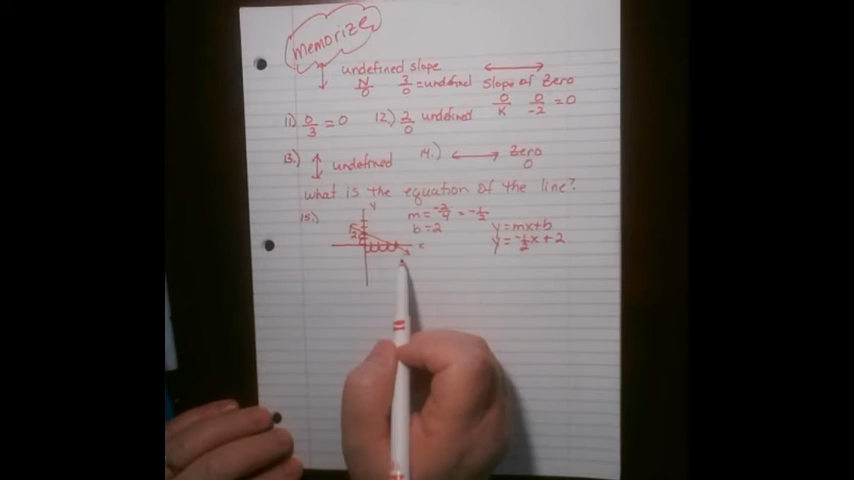 memorize
undefined slope
N/0 3/0 = undefined slope of zero
0/K 0/-2 = 0
11) 0/3 = 0 12.) 2/0 undefined
13.) undefined 14.) zero
0
what is the equation of the line?
15.) y m = -2/4 = -1/2
b = 2 y = mx + b
2 x y = -1/2x + 2